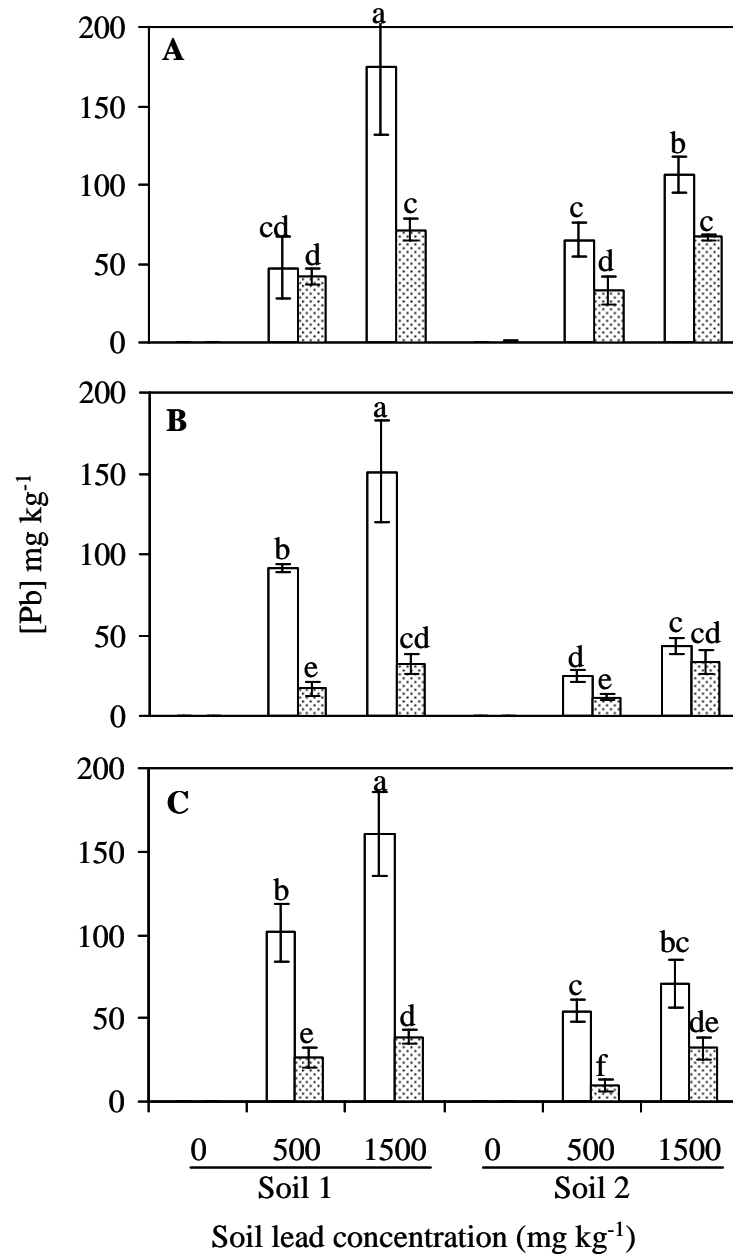 [Pb] mg kg-1
a
200
A
150
b
cd
c
c
c
100
d
d
50
0
200
a
B
150
b
100
c
cd
cd
d
50
e
e
0
200
a
C
150
b
bc
100
c
d
de
50
e
f
0
0 500 1500 0 500 1500
Soil 1 Soil 2
Soil lead concentration (mg kg-1)